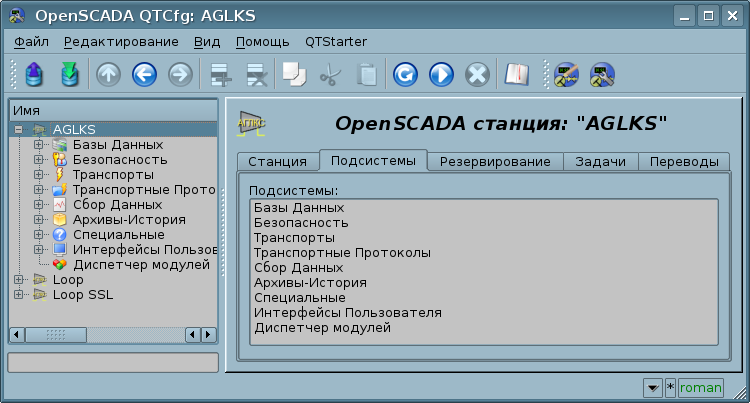 OpenSCADA QTCfg: AGLKS
Файл Редактирование Вид Помощь QTStarter
Имя
AGLKS
Базы Данных
Безопасность
Транспорты
Транспортные Прото
Сбор Данных
Архивы-История
Специальные
Интерфейсы Пользов
Диспетчер модулей
Loop
Loop SSL
АГЛКС
OpenSCADA станция: "AGLKS"
Станция Подсистемы Резервирование Задачи Переводы
Подсистемы:
Базы Данных
Безопасность
Транспорты
Транспортные Протоколы
Сбор Данных
Архивы-История
Специальные
Интерфейсы Пользователя
Диспетчер модулей
* roman